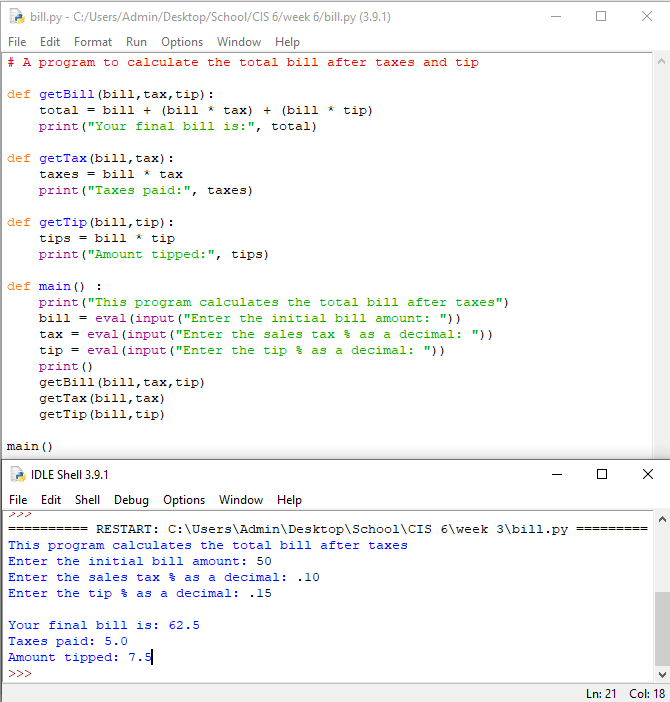 bill.py - C:/Users/Admin/Desktop/School/CIS 6/week 6/bill.py (3.9.1)
File Edit Format Run Options Window Help
# A program to calculate the total bill after taxes and tip

def getBill(bill,tax,tip):
    total = bill + (bill * tax) + (bill * tip)
    print("Your final bill is:", total)

def getTax(bill,tax):
    taxes = bill * tax
    print("Taxes paid:", taxes)

def getTip(bill,tip):
    tips = bill * tip
    print("Amount tipped:", tips)

def main() :
    print("This program calculates the total bill after taxes")
    bill = eval(input("Enter the initial bill amount: "))
    tax = eval(input("Enter the sales tax % as a decimal: "))
    tip = eval(input("Enter the tip % as a decimal: "))
    print()
    getBill(bill,tax,tip)
    getTax(bill,tax)
    getTip(bill,tip)

main()
IDLE Shell 3.9.1
File Edit Shell Debug Options Window Help
>>>
========== RESTART: C:\Users\Admin\Desktop\School\CIS 6\week 3\bill.py =========
This program calculates the total bill after taxes
Enter the initial bill amount: 50
Enter the sales tax % as a decimal: .10
Enter the tip % as a decimal: .15

Your final bill is: 62.5
Taxes paid: 5.0
Amount tipped: 7.5
>>>
Ln: 21 Col: 18